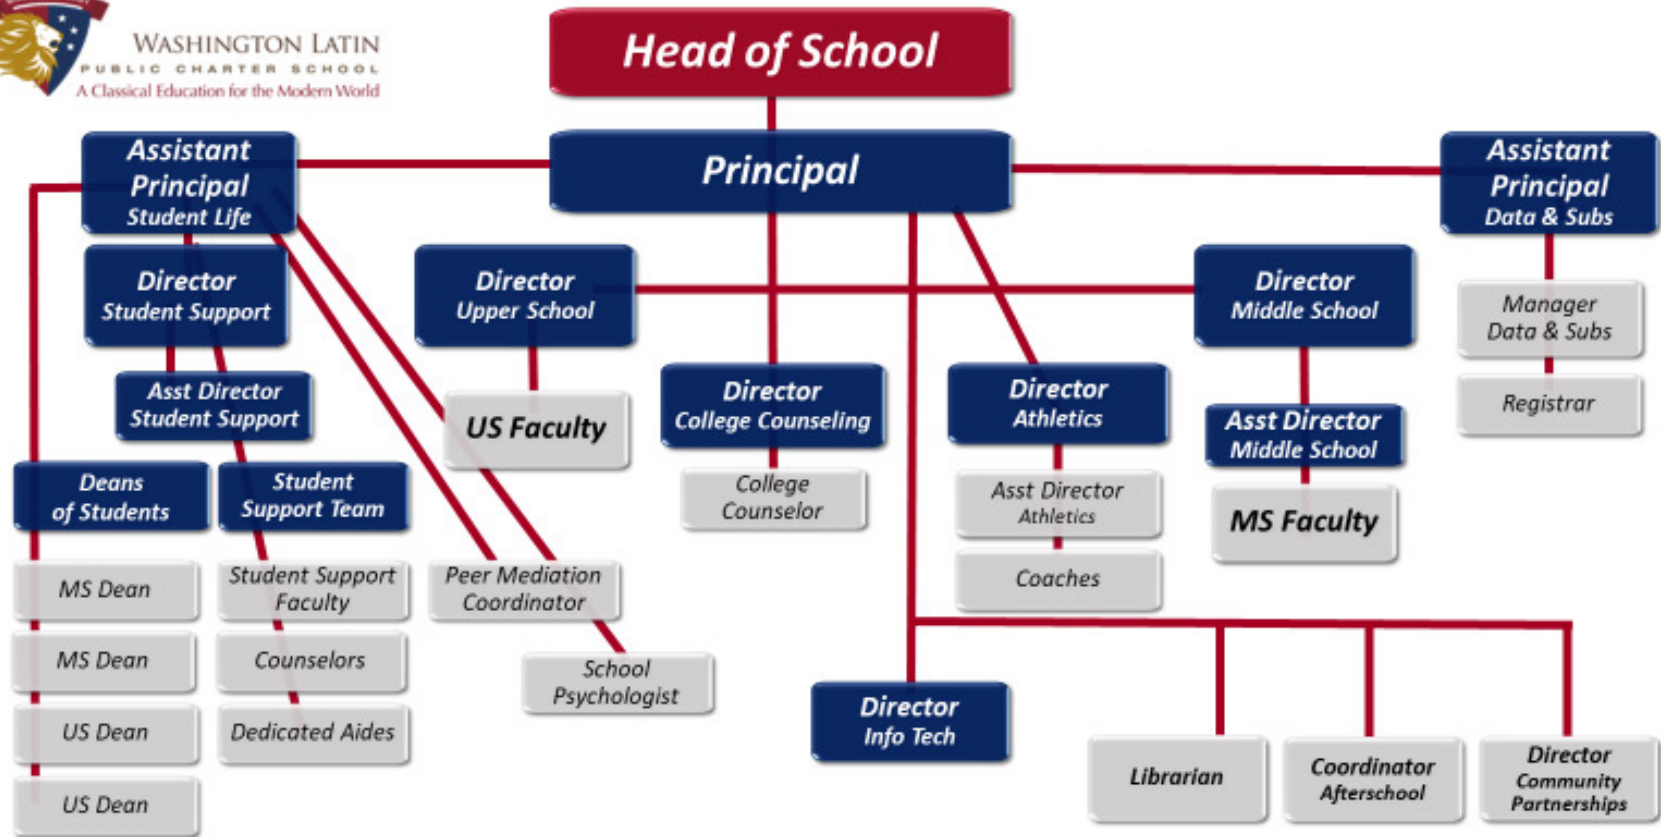 WASHINGTON LATIN
PUBLIC CHARTER SCHOOL
A Classical Education for the Modern World
Head of School
Assistant
Principal
Student Life
Principal
Assistant
Principal
Data & Subs
Director
Student Support
Director
Upper School
Director
Middle School
Manager
Data & Subs
Asst Director
Student Support
US Faculty
Director
College Counseling
Director
Athletics
Asst Director
Middle School
Registrar
Deans
of Students
Student
Support Team
College
Counselor
Asst Director
Athletics
MS Faculty
MS Dean
Student Support
Faculty
Peer Mediation
Coordinator
Coaches
MS Dean
Counselors
School
Psychologist
US Dean
Dedicated Aides
Director
Info Tech
Librarian
Coordinator
Afterschool
Director
Community
Partnerships
US Dean